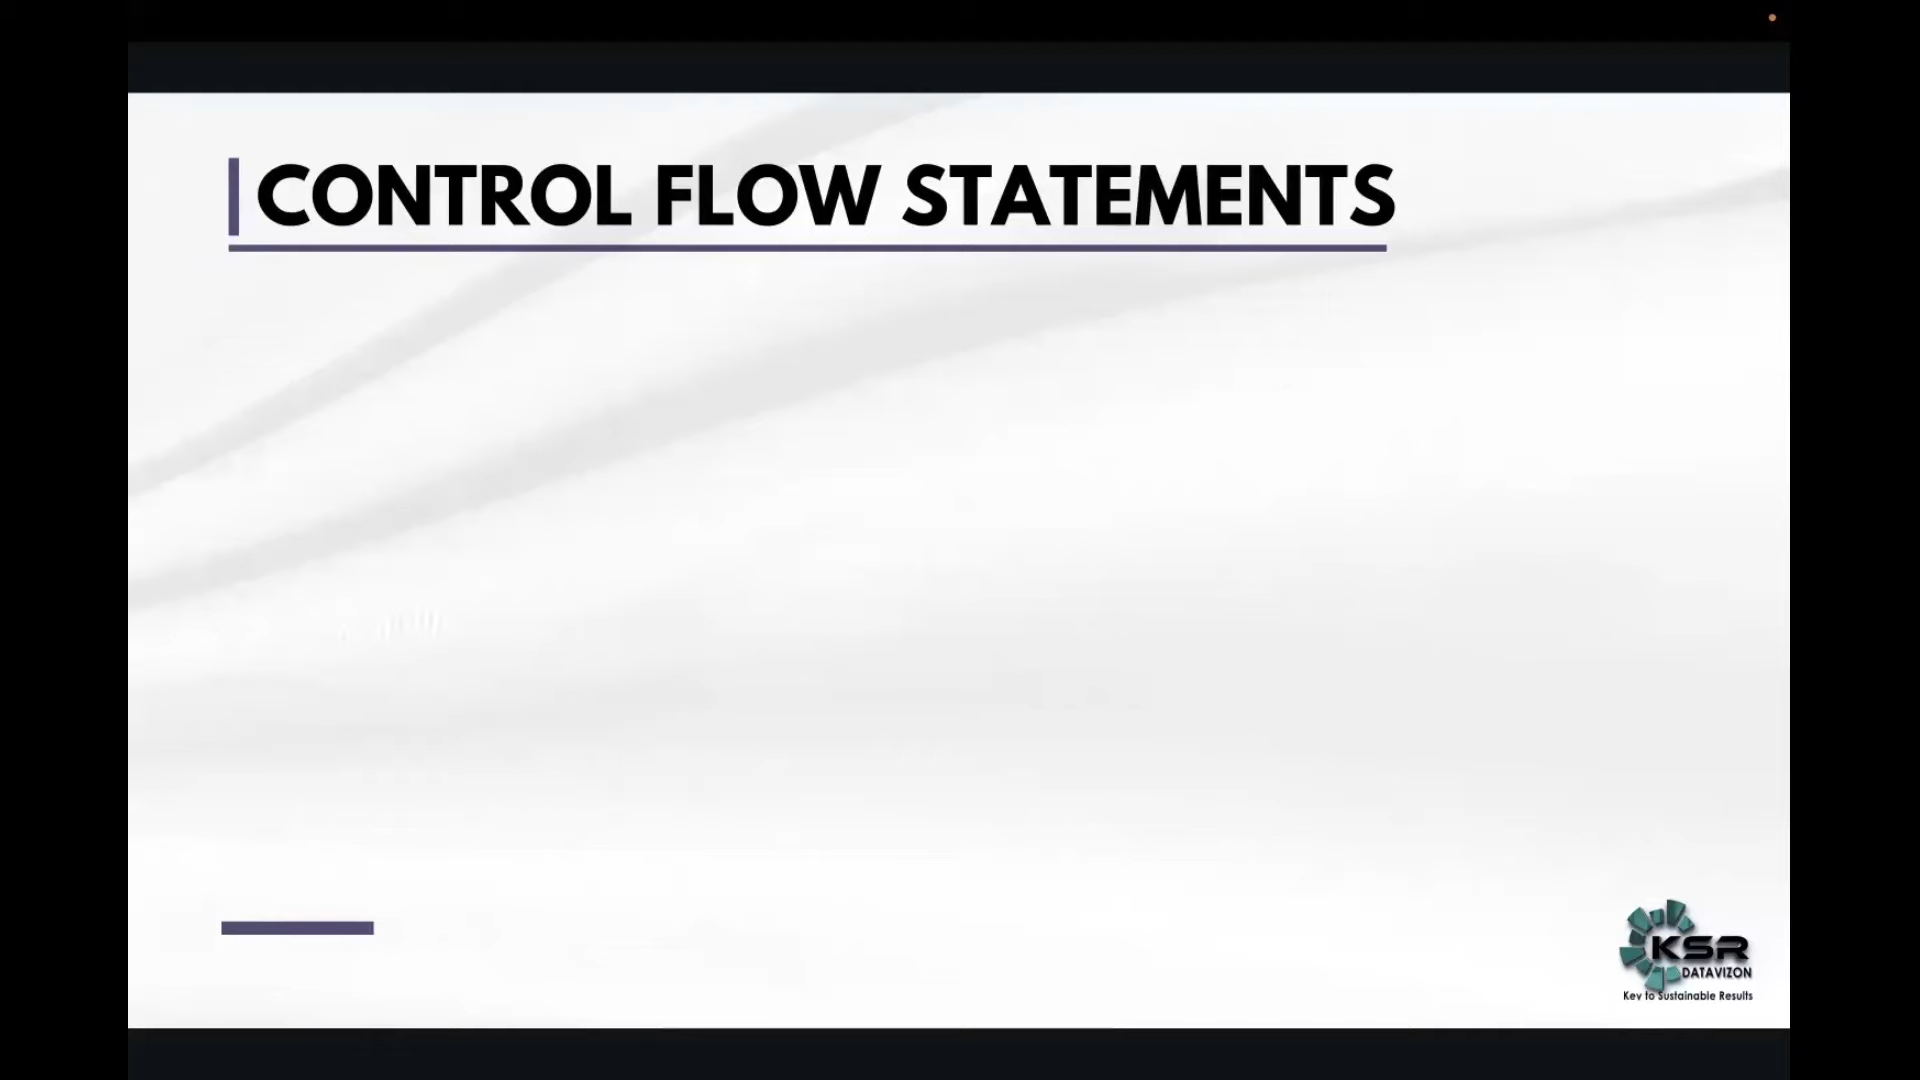 CONTROL FLOW STATEMENTS
KSR
DATAVIZON
Key to Sustainable Results